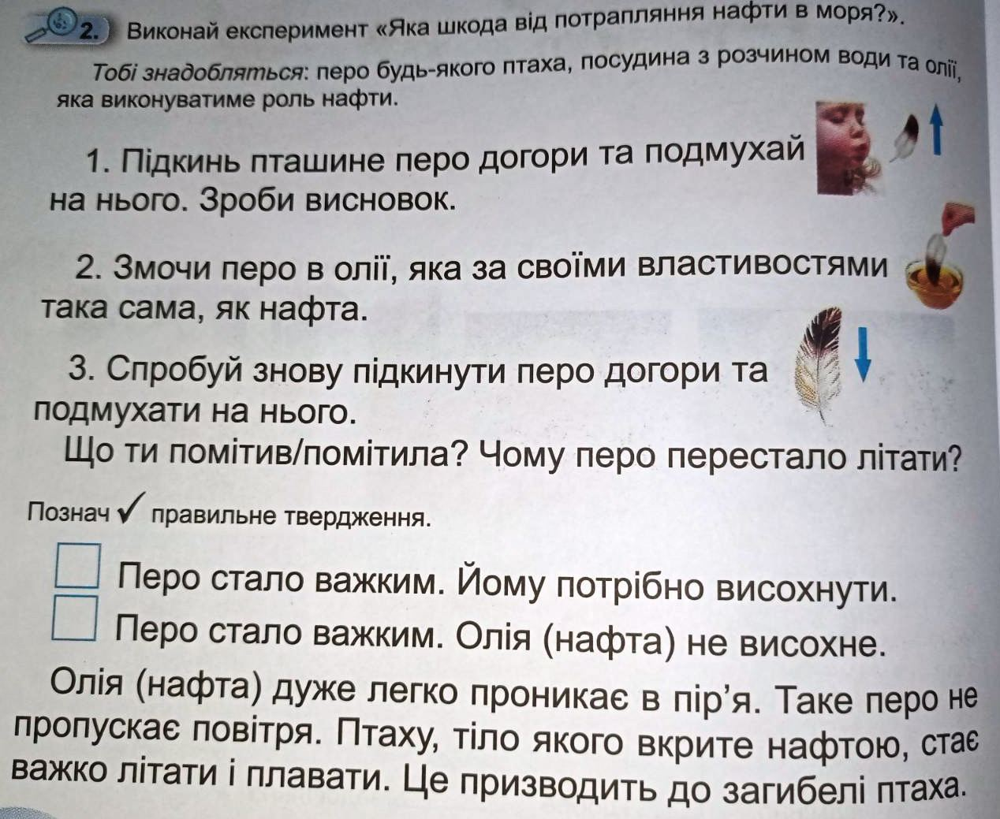 2. Виконай експеримент «Яка шкода від потрапляння нафти в моря?».
Тобі знадобляться: перо будь-якого птаха, посудина з розчином води та олії,
яка виконуватиме роль нафти.
1. Підкинь пташине перо догори та подмухай
на нього. Зроби висновок.
2. Змочи перо в олії, яка за своїми властивостями
така сама, як нафта.
3. Спробуй знову підкинути перо догори та
подмухати на нього.
Що ти помітив/помітила? Чому перо перестало літати?
Познач ✓ правильне твердження.
Перо стало важким. Йому потрібно висохнути.
Перо стало важким. Олія (нафта) не висохне.
Олія (нафта) дуже легко проникає в пір’я. Таке перо не
пропускає повітря. Птаху, тіло якого вкрите нафтою, стає
важко літати і плавати. Це призводить до загибелі птаха.